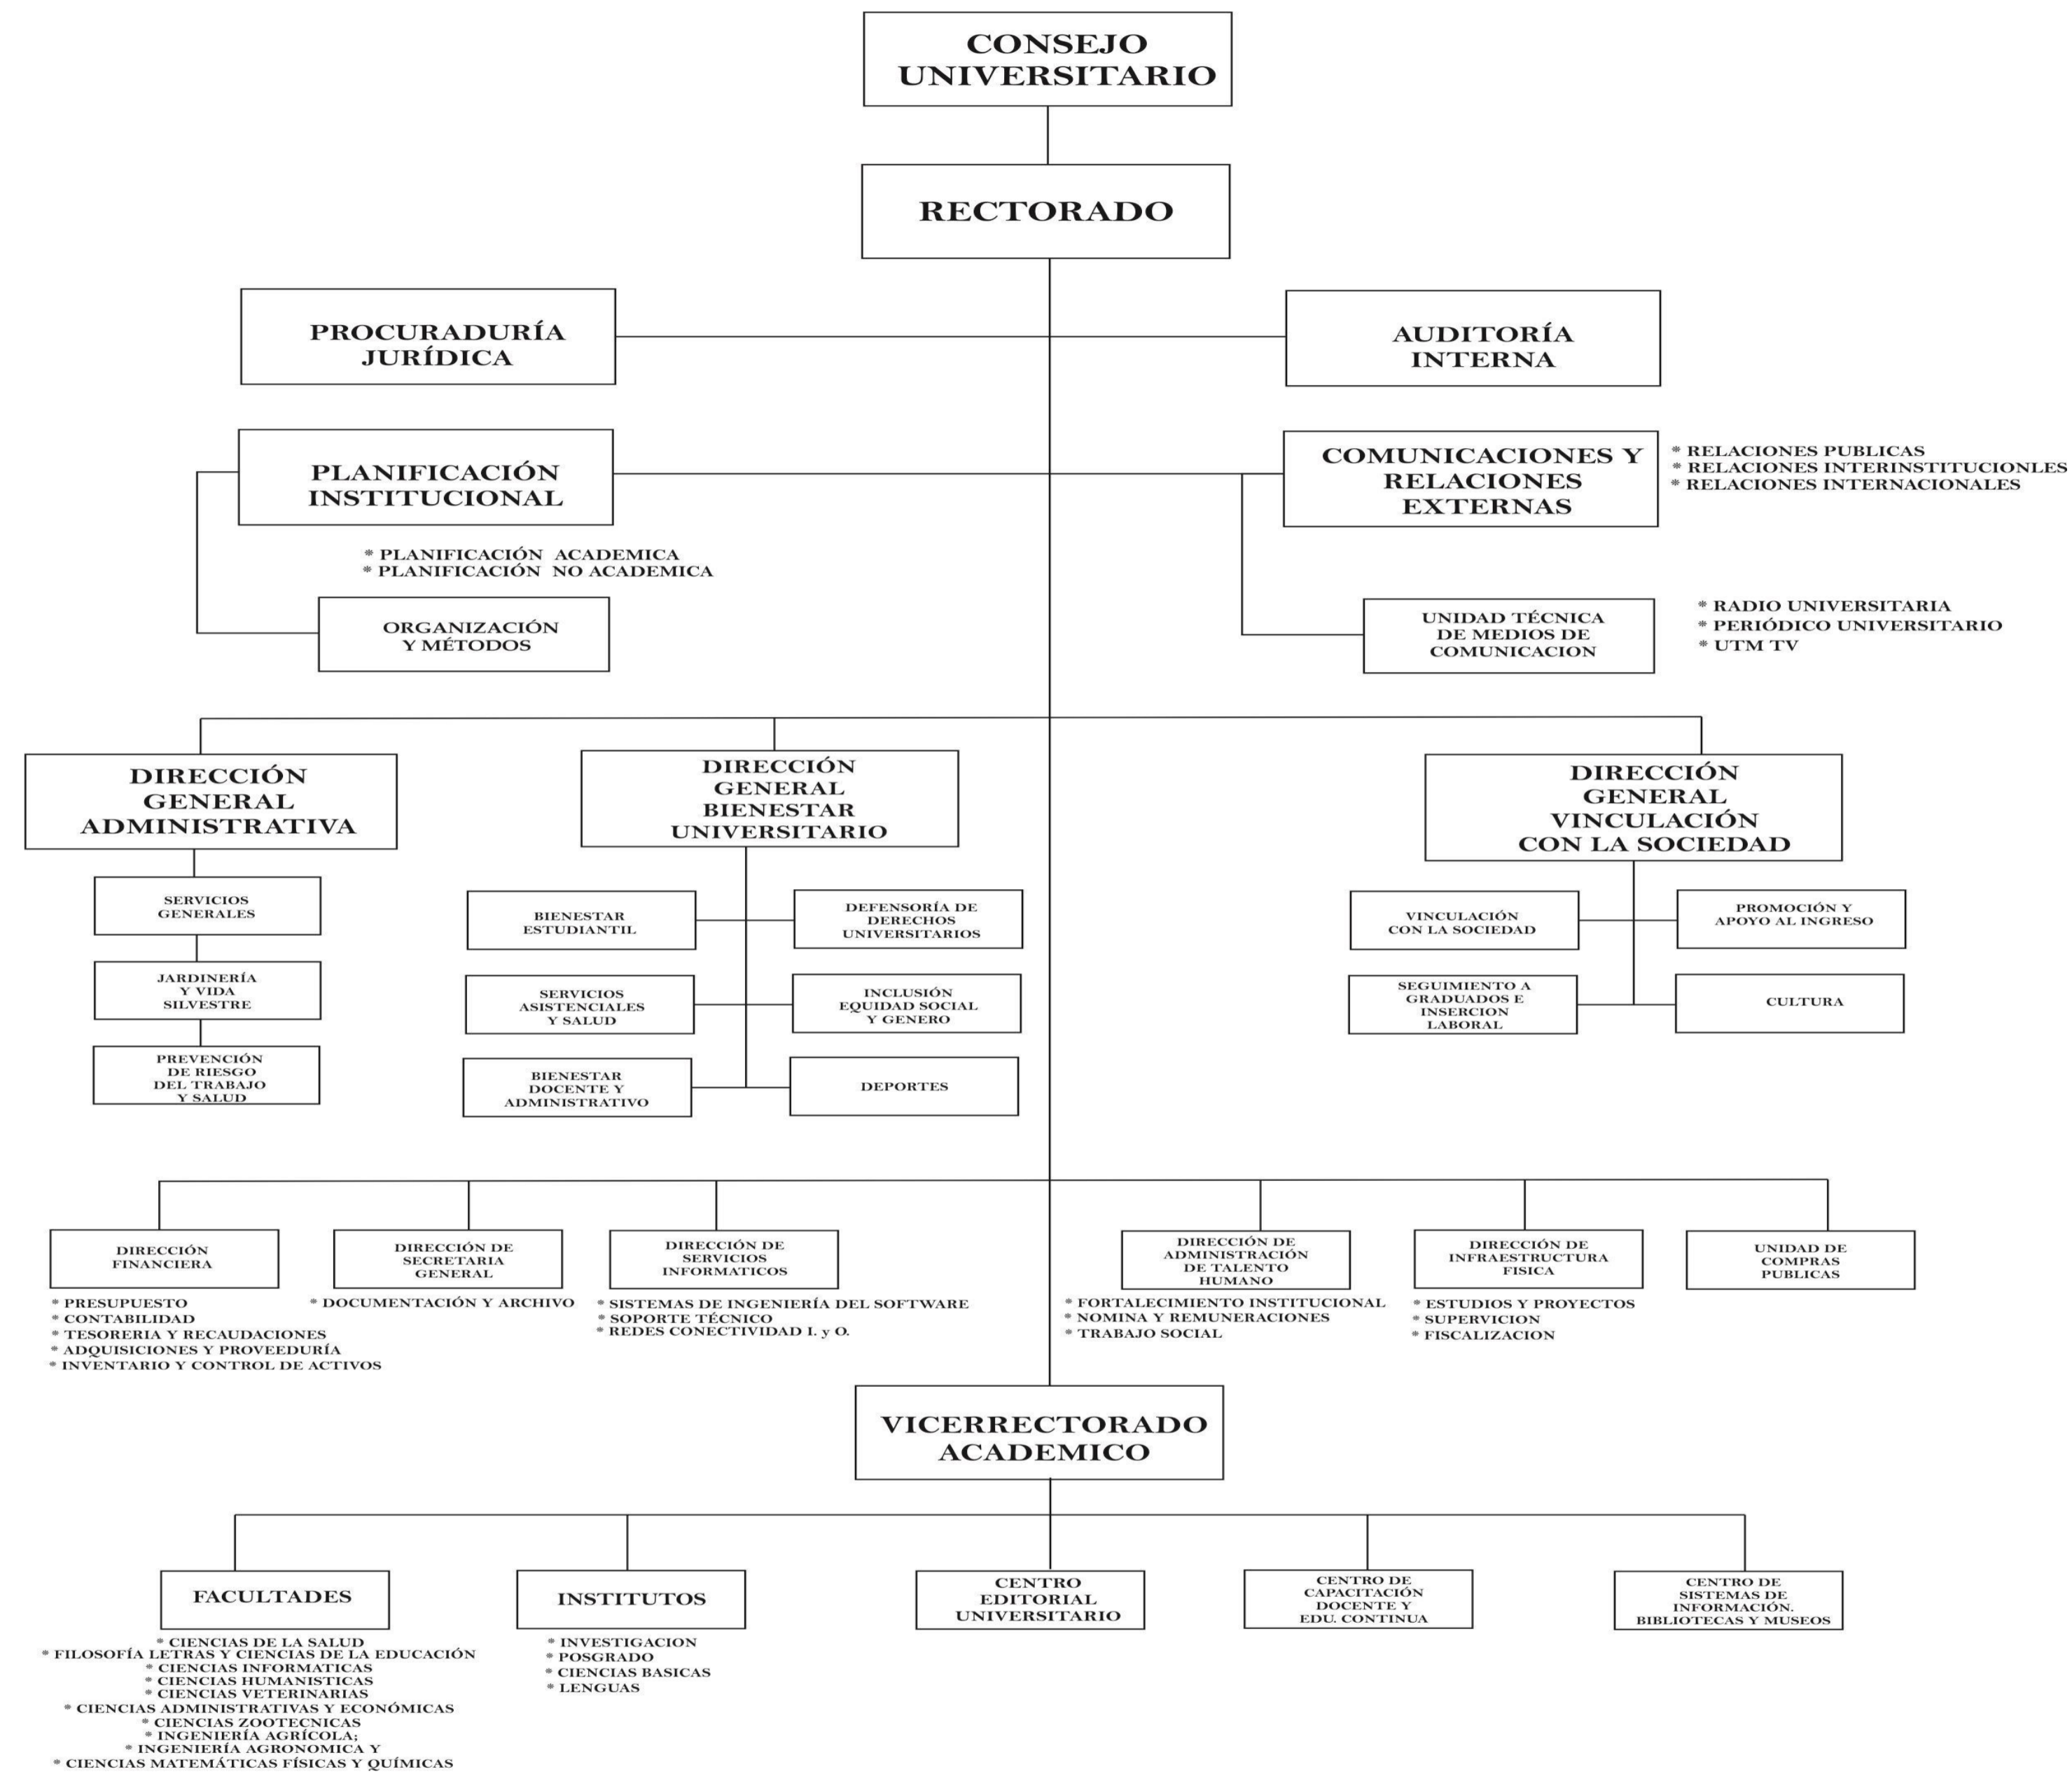 CONSEJO
UNIVERSITARIO
RECTORADO
PROCURADURÍA
JURÍDICA
AUDITORÍA
INTERNA
PLANIFICACIÓN
INSTITUCIONAL
* PLANIFICACIÓN ACADEMICA
* PLANIFICACIÓN NO ACADEMICA
ORGANIZACIÓN
Y MÉTODOS
COMUNICACIONES Y
RELACIONES
EXTERNAS
* RELACIONES PUBLICAS
* RELACIONES INTERINSTITUCIONLES
* RELACIONES INTERNACIONALES
UNIDAD TÉCNICA
DE MEDIOS DE
COMUNICACION
* RADIO UNIVERSITARIA
* PERIÓDICO UNIVERSITARIO
* UTM TV
DIRECCIÓN
GENERAL
ADMINISTRATIVA
SERVICIOS
GENERALES
JARDINERÍA
Y VIDA
SILVESTRE
PREVENCIÓN
DE RIESGO
DEL TRABAJO
Y SALUD
DIRECCIÓN
GENERAL
BIENESTAR
UNIVERSITARIO
BIENESTAR
ESTUDIANTIL
DEFENSORÍA DE
DERECHOS
UNIVERSITARIOS
SERVICIOS
ASISTENCIALES
Y SALUD
INCLUSIÓN
EQUIDAD SOCIAL
Y GENERO
BIENESTAR
DOCENTE Y
ADMINISTRATIVO
DEPORTES
DIRECCIÓN
GENERAL
VINCULACIÓN
CON LA SOCIEDAD
VINCULACIÓN
CON LA SOCIEDAD
PROMOCIÓN Y
APOYO AL INGRESO
SEGUIMIENTO A
GRADUADOS E
INSERCION
LABORAL
CULTURA
DIRECCIÓN
FINANCIERA
* PRESUPUESTO
* CONTABILIDAD
* TESORERIA Y RECAUDACIONES
* ADQUISICIONES Y PROVEEDURÍA
* INVENTARIO Y CONTROL DE ACTIVOS
DIRECCIÓN DE
SECRETARIA
GENERAL
* DOCUMENTACIÓN Y ARCHIVO
DIRECCIÓN DE
SERVICIOS
INFORMATICOS
* SISTEMAS DE INGENIERÍA DEL SOFTWARE
* SOPORTE TÉCNICO
* REDES CONECTIVIDAD I. y O.
DIRECCIÓN DE
ADMINISTRACIÓN
DE TALENTO
HUMANO
* FORTALECIMIENTO INSTITUCIONAL
* NOMINA Y REMUNERACIONES
* TRABAJO SOCIAL
DIRECCIÓN DE
INFRAESTRUCTURA
FISICA
* ESTUDIOS Y PROYECTOS
* SUPERVICION
* FISCALIZACION
UNIDAD DE
COMPRAS
PUBLICAS
VICERRECTORADO
ACADEMICO
FACULTADES
* CIENCIAS DE LA SALUD
* FILOSOFÍA LETRAS Y CIENCIAS DE LA EDUCACIÓN
* CIENCIAS INFORMATICAS
* CIENCIAS HUMANISTICAS
* CIENCIAS VETERINARIAS
* CIENCIAS ADMINISTRATIVAS Y ECONÓMICAS
* CIENCIAS ZOOTECNICAS
* INGENIERÍA AGRÍCOLA;
* INGENIERÍA AGRONOMICA Y
* CIENCIAS MATEMÁTICAS FÍSICAS Y QUÍMICAS
INSTITUTOS
* INVESTIGACION
* POSGRADO
* CIENCIAS BASICAS
* LENGUAS
CENTRO
EDITORIAL
UNIVERSITARIO
CENTRO DE
CAPACITACIÓN
DOCENTE Y
EDU. CONTINUA
CENTRO DE
SISTEMAS DE
INFORMACIÓN.
BIBLIOTECAS Y MUSEOS